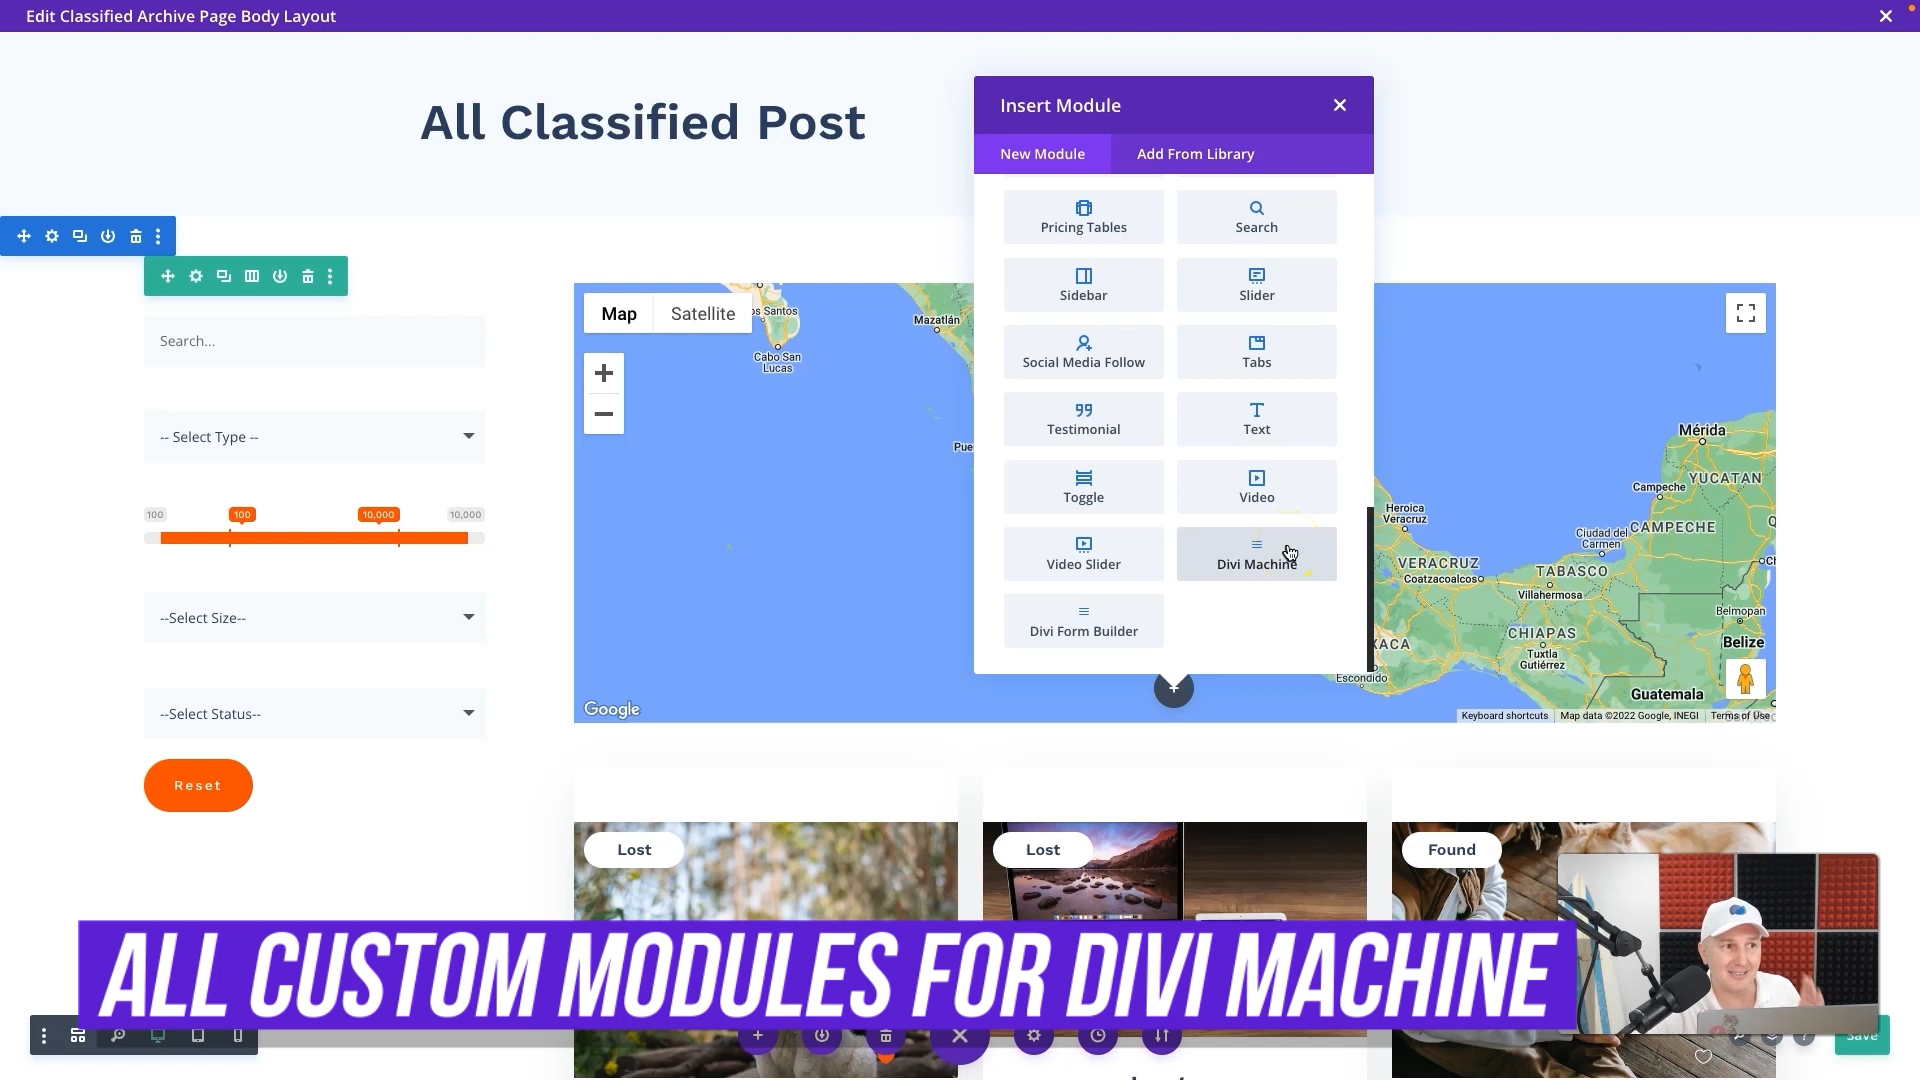 Edit Classified Archive Page Body Layout
All Classified Post
Insert Module
New Module
Add From Library
Pricing Tables
Search
Sidebar
Slider
Social Media Follow
Tabs
Testimonial
Text
Toggle
Video
Video Slider
Divi Machine
Divi Form Builder
Search...
-- Select Type --
100
100
10,000
10,000
--Select Size--
--Select Status--
Reset
Map
Satellite
os Santos
Cabo San
Lucas
Mazatlán
Pue
Mérida
YUCATAN
Campeche
Heroica
Veracruz
Ciudad del
Carmen
CAMPECHE
VERACRUZ
Coatzacoalcos
TABASCO
Villahermosa
Belmopan
CHIAPAS
Belize
XACA
Tuxtla
Gutiérrez
Escondido
Guatemala
Google
Keyboard shortcuts
Map data ©2022 Google, INEGI
Terms of Use
Lost
Lost
Found
ALL CUSTOM MODULES FOR DIVI MACHINE
Save